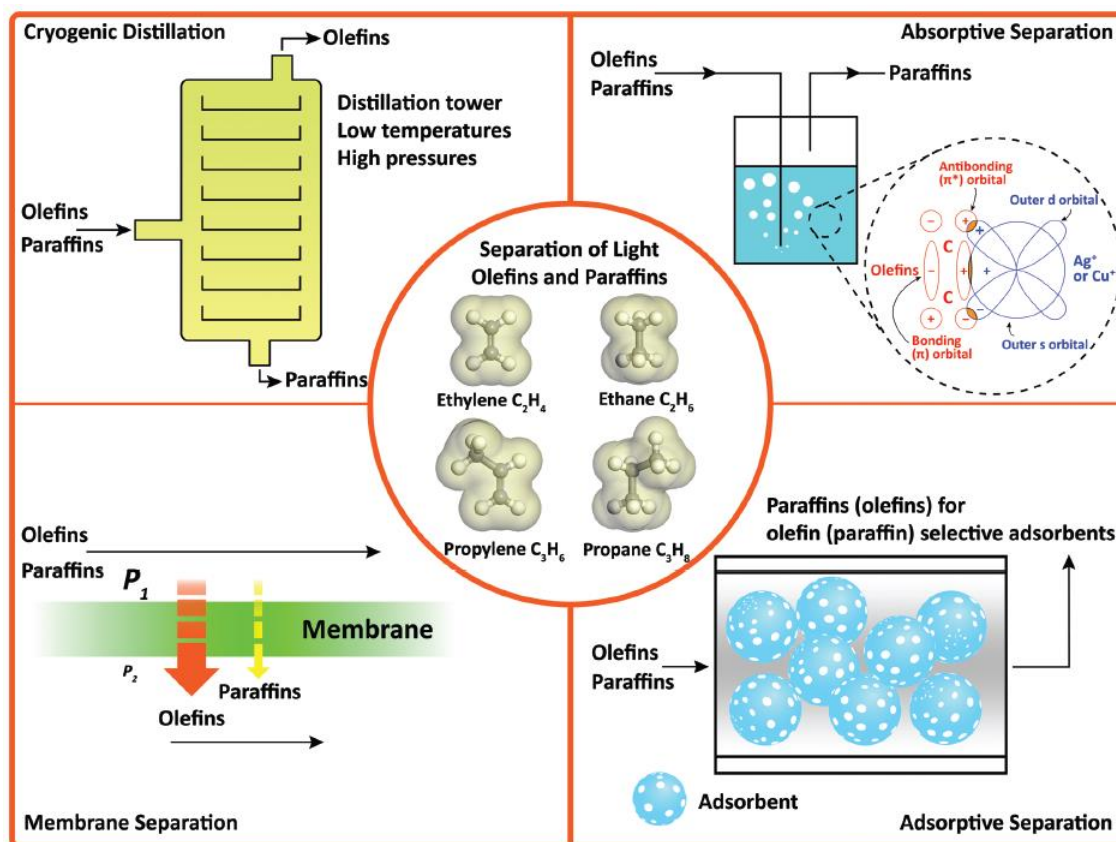 Cryogenic Distillation
Olefins
Distillation tower
Low temperatures
High pressures
Olefins
Paraffins
Paraffins
Absorptive Separation
Olefins
Paraffins
Paraffins
Antibonding
(π*) orbital
Outer d orbital
− +
+
C
Olefins
− + +
Ag⁺
or Cu⁺
C
+ −
−
Bonding
(π) orbital
Outer s orbital
Separation of Light
Olefins and Paraffins
Ethylene C₂H₄
Ethane C₂H₆
Propylene C₃H₆
Propane C₃H₈
Olefins
Paraffins
P₁
Membrane
P₂
Paraffins
Olefins
Membrane Separation
Paraffins (olefins) for
olefin (paraffin) selective adsorbents
Olefins
Paraffins
Adsorbent
Adsorptive Separation